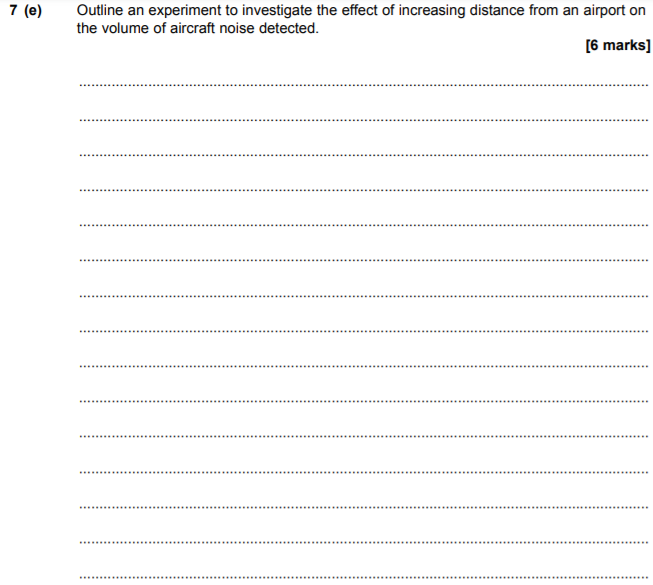 7 (e) Outline an experiment to investigate the effect of increasing distance from an airport on
the volume of aircraft noise detected.
[6 marks]